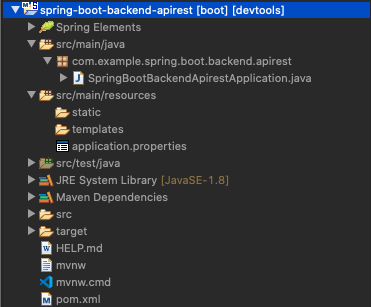 spring-boot-backend-apirest [boot] [devtools]
Spring Elements
src/main/java
com.example.spring.boot.backend.apirest
SpringBootBackendApirestApplication.java
src/main/resources
static
templates
application.properties
src/test/java
JRE System Library [JavaSE-1.8]
Maven Dependencies
src
target
HELP.md
mvnw
mvnw.cmd
pom.xml